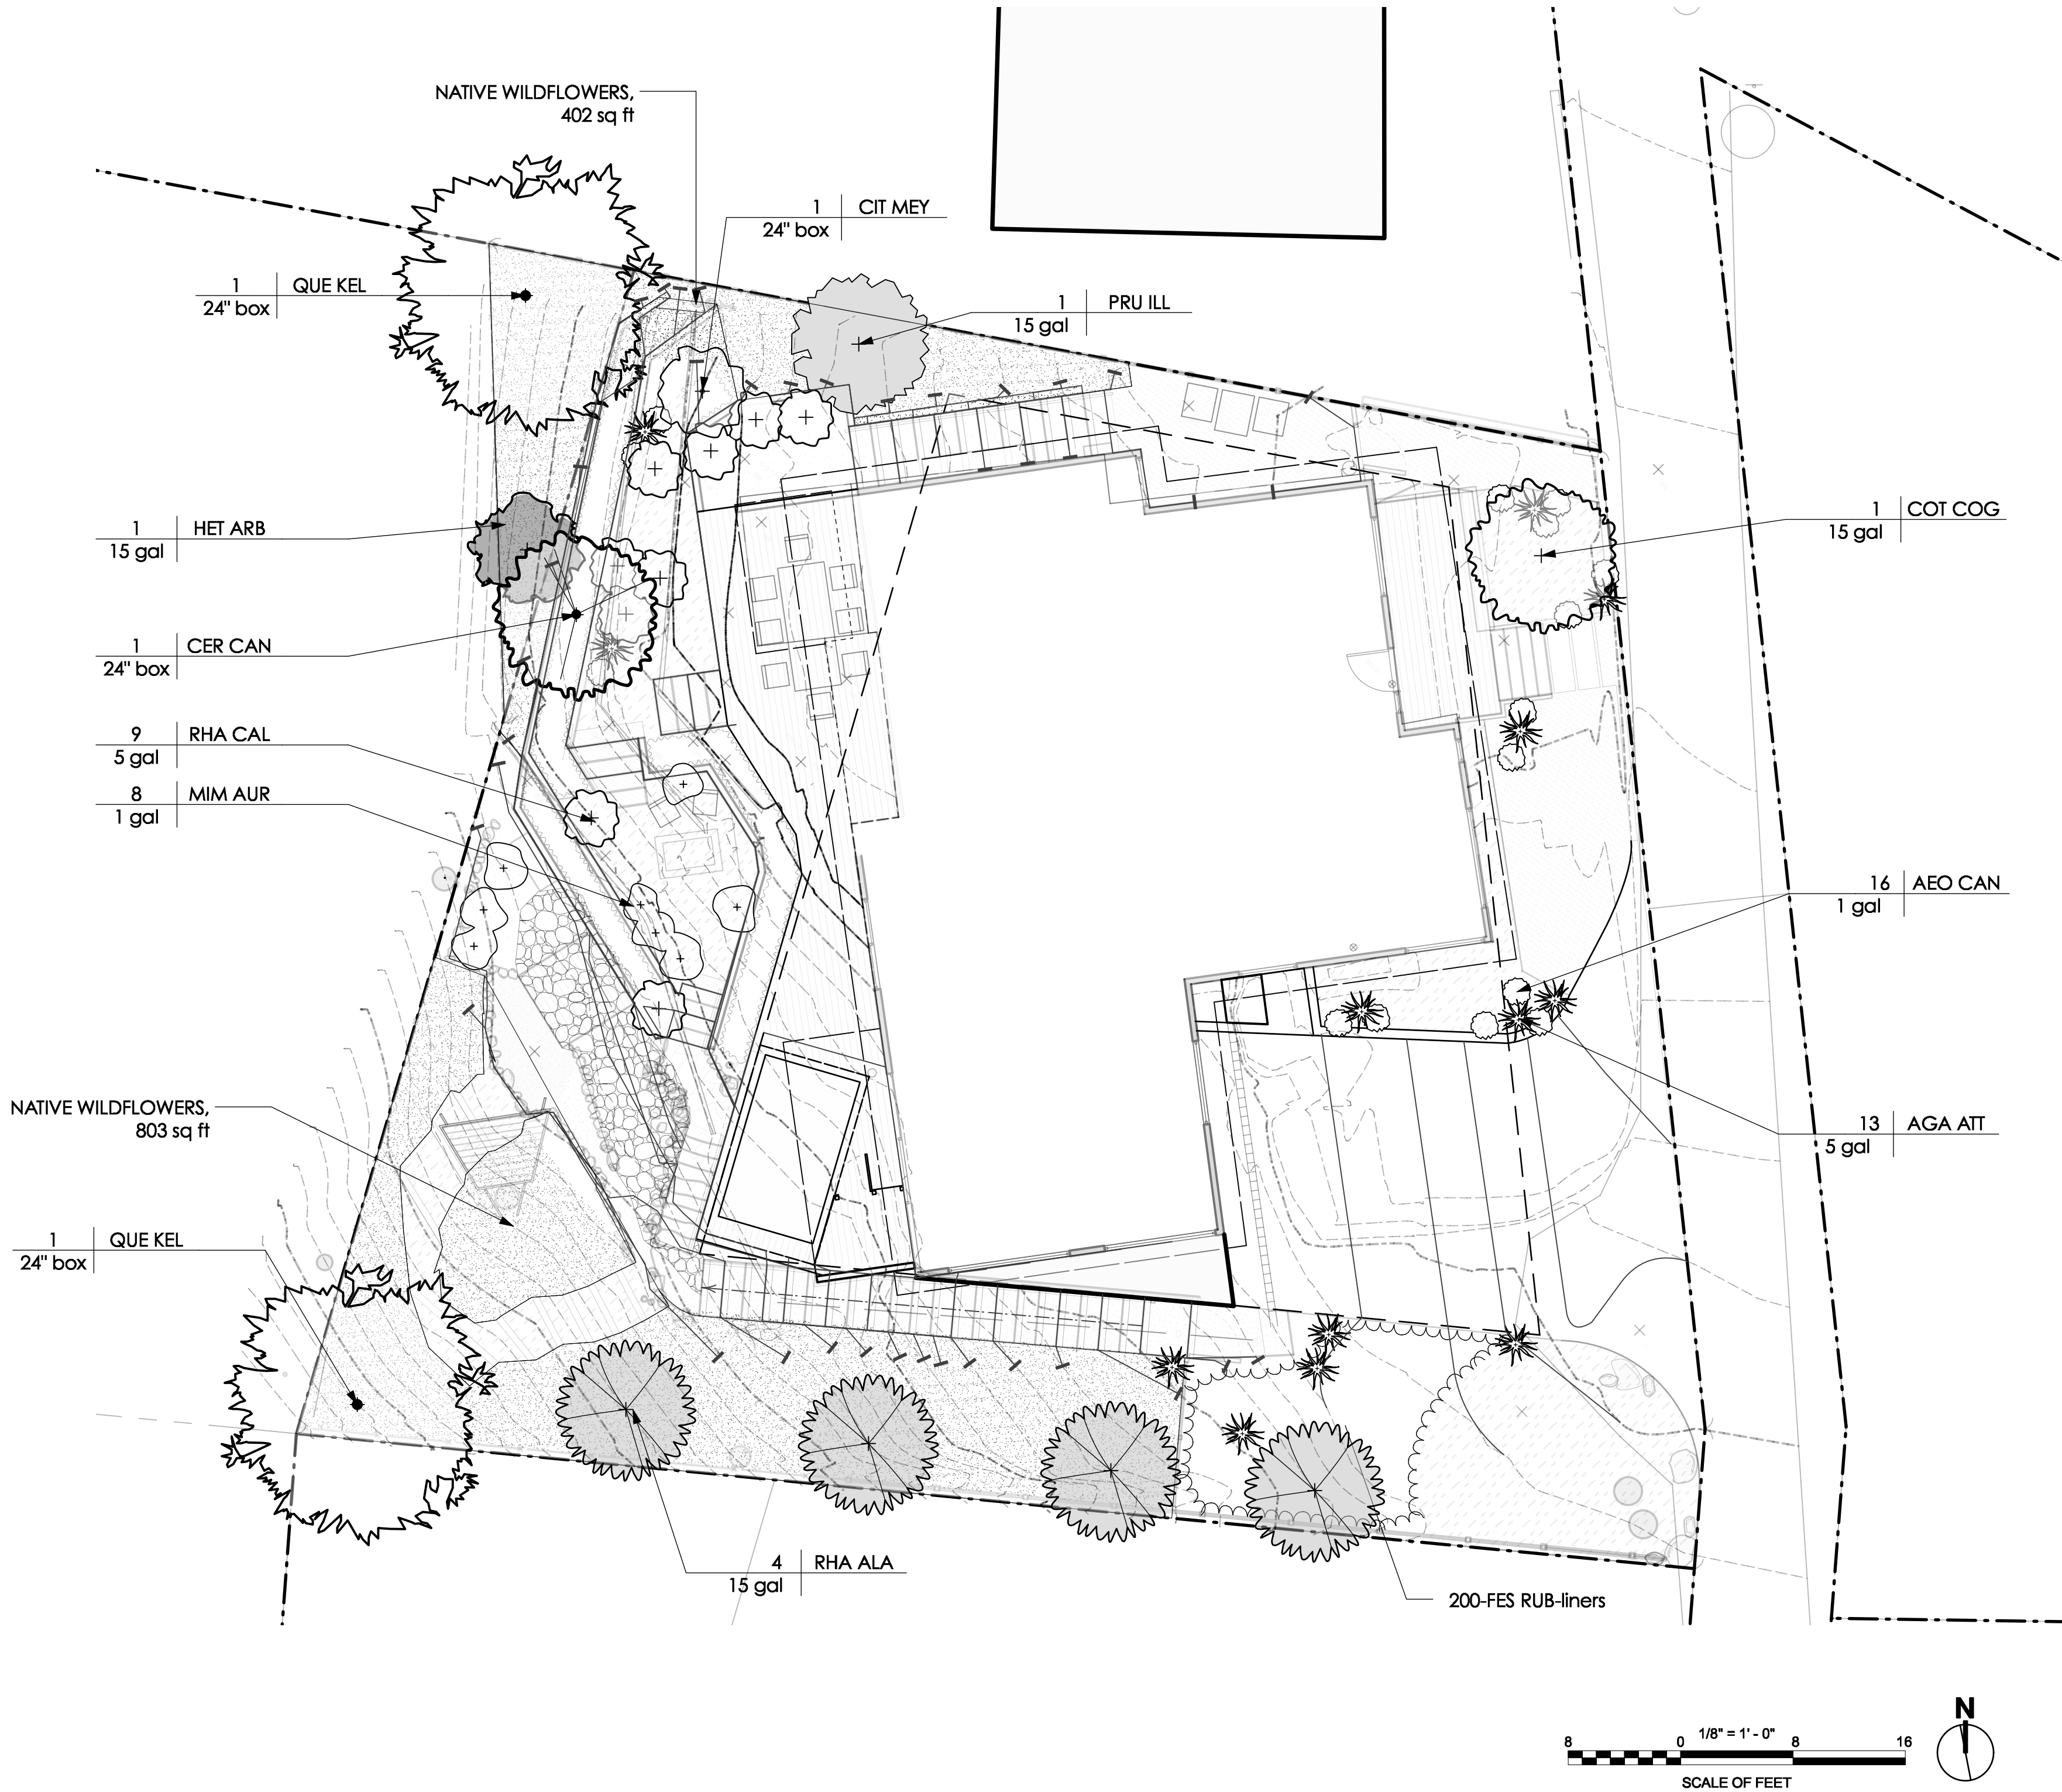 NATIVE WILDFLOWERS,
402 sq ft
1 CIT MEY
24" box
1 QUE KEL
24" box
1 PRU ILL
15 gal
1 HET ARB
15 gal
1 COT COG
15 gal
1 CER CAN
24" box
9 RHA CAL
5 gal
8 MIM AUR
1 gal
16 AEO CAN
1 gal
NATIVE WILDFLOWERS,
803 sq ft
13 AGA ATT
5 gal
1 QUE KEL
24" box
4 RHA ALA
15 gal
200-FES RUB-liners
N
1/8" = 1' - 0"
8 0 8 16
SCALE OF FEET